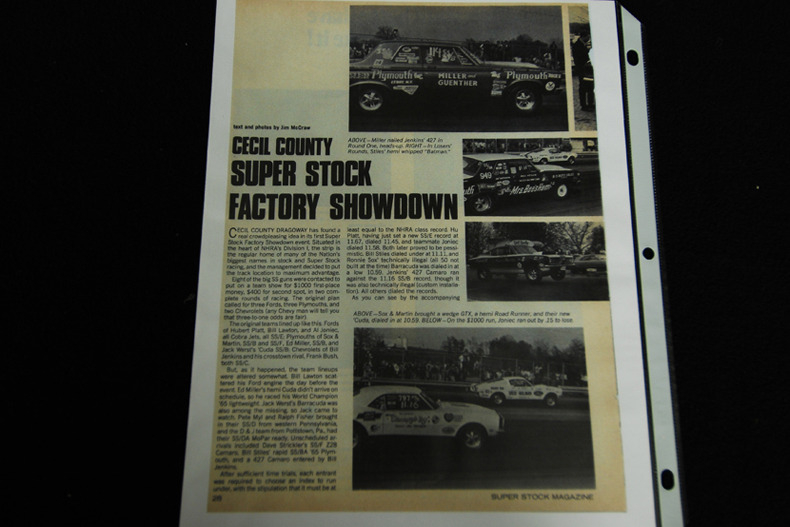 Plymouth
MILLER and
GUENTHER
Plymouth
text and photos by Jim McCraw
ABOVE—Miller nailed Jenkins' 427 in
Round One, heads-up. RIGHT—In Losers'
Rounds, Stiles' hemi whipped "Batman."
CECIL COUNTY
SUPER STOCK
FACTORY SHOWDOWN
949
Mrs. Beeskeem
CECIL COUNTY DRAGOWAY has found a
rear crowdpleasing idea in its first Super
Stock Factory Showdown event. Situated in
the heart of NHRA's Division I, the strip is
the regular home of many of the Nation's
biggest names in stock and Super Stock
racing, and the management decided to put
the track location to maximum advantage.
Eight of the big SS guns were contacted to
put on a team show for $1000 first-place
money, $400 for second spot, in two com-
plete rounds of racing. The original plan
called for three Fords, three Plymouths, and
two Chevrolets (any Chevy man will tell you
that three-to-one odds are fair).
The original teams lined up like this: Fords
of Hubert Platt, Bill Lawton, and Al Joniec,
all Cobra Jets, all SS/E; Plymouths of Sox &
Martin, SS/B and SS/F, Ed Miller, SS/B, and
Jack Werst's 'Cuda SS/B; Chevrolets of Bill
Jenkins and his crosstown rival, Frank Bush,
both SS/C.
But, as it happened, the team lineups
were altered somewhat. Bill Lawton scat-
tered his Ford engine the day before the
event. Ed Miller's hemi Cuda didn't arrive on
schedule, so he raced his World Champion
'65 lightweight. Jack Werst's Barracuda was
also among the missing, so Jack came to
watch. Pete Myl and Ralph Fisher brought
in their SS/D from western Pennsylvania,
and the D & J team from Pottstown, Pa., had
their SS/DA MoPar ready. Unscheduled ar-
rivals included Dave Strickler's SS/F Z28
Camaro, Bill Stiles' rapid SS/BA '65 Plym-
outh, and a 427 Camaro entered by Bill
Jenkins.
After sufficient time trials, each entrant
was required to choose an index to run
under, with the stipulation that it must be at
least equal to the NHRA class record. Hu
Platt, having just set a new SS/E record at
11.67, dialed 11.45, and teammate Joniec
dialed 11.58. Both later proved to be pessi-
mistic. Bill Stiles dialed under at 11.11, and
Ronnie Sox' technically illegal (all 50 not
built at the time) Barracuda was dialed in at
a low 10.59. Jenkins' 427 Camaro ran
against the 11.16 SS/B record, though it
was also technically illegal (custom installa-
tion). All others dialed the records.
As you can see by the accompanying
ABOVE—Sox & Martin brought a wedge GTX, a hemi Road Runner, and their new
'Cuda, dialed in at 10.59. BELOW—On the $1000 run, Joniec ran out by .15 to lose
28
SUPER STOCK MAGAZINE